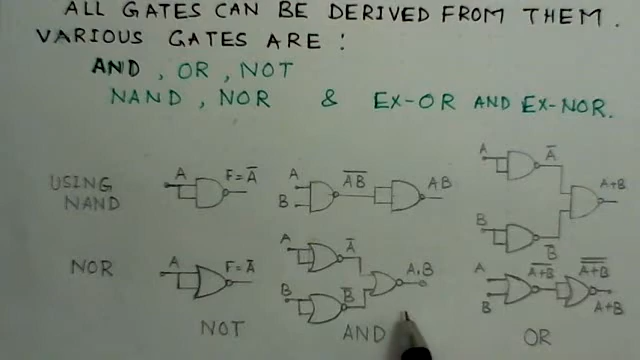 ALL GATES CAN BE DERIVED FROM THEM.
VARIOUS GATES ARE:
AND, OR, NOT
NAND, NOR & EX-OR AND EX-NOR.
USING NAND
A F=A̅
A B A̅B̅ AB
A A̅ B B̅ A+B
NOR
A F=A̅
A A̅ B B̅ A.B
A B A̅+̅B̅ A̿+̿B̿ A+B
NOT AND OR